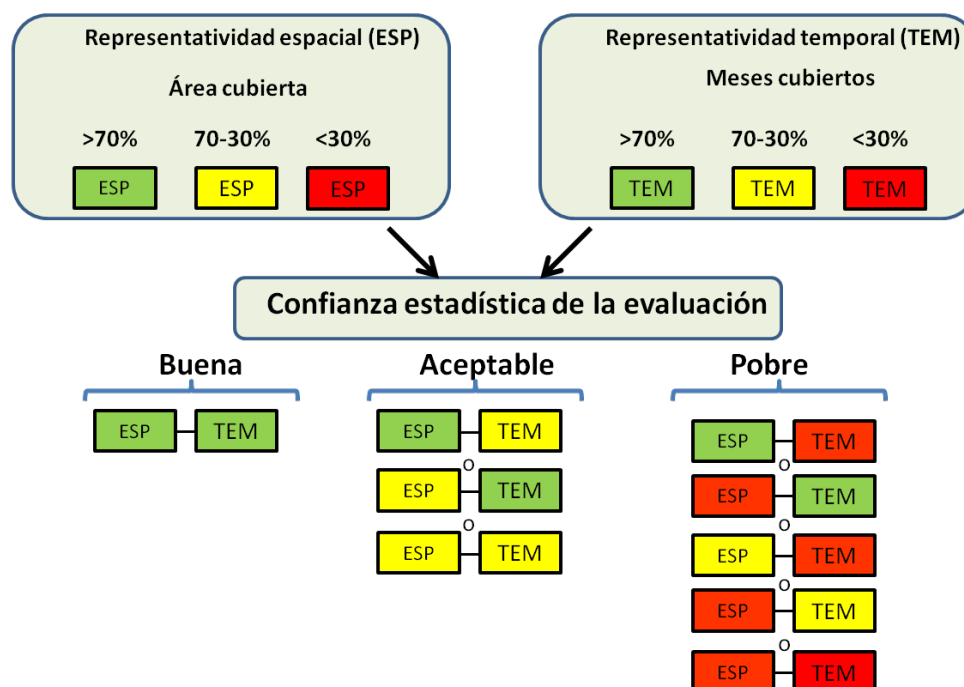 Representatividad espacial (ESP)
Área cubierta
>70% 70-30% <30%
ESP ESP ESP
Representatividad temporal (TEM)
Meses cubiertos
>70% 70-30% <30%
TEM TEM TEM
Confianza estadística de la evaluación
Buena
ESP TEM
Aceptable
ESP TEM
O
ESP TEM
O
ESP TEM
Pobre
ESP TEM
O
ESP TEM
O
ESP TEM
O
ESP TEM
O
ESP TEM